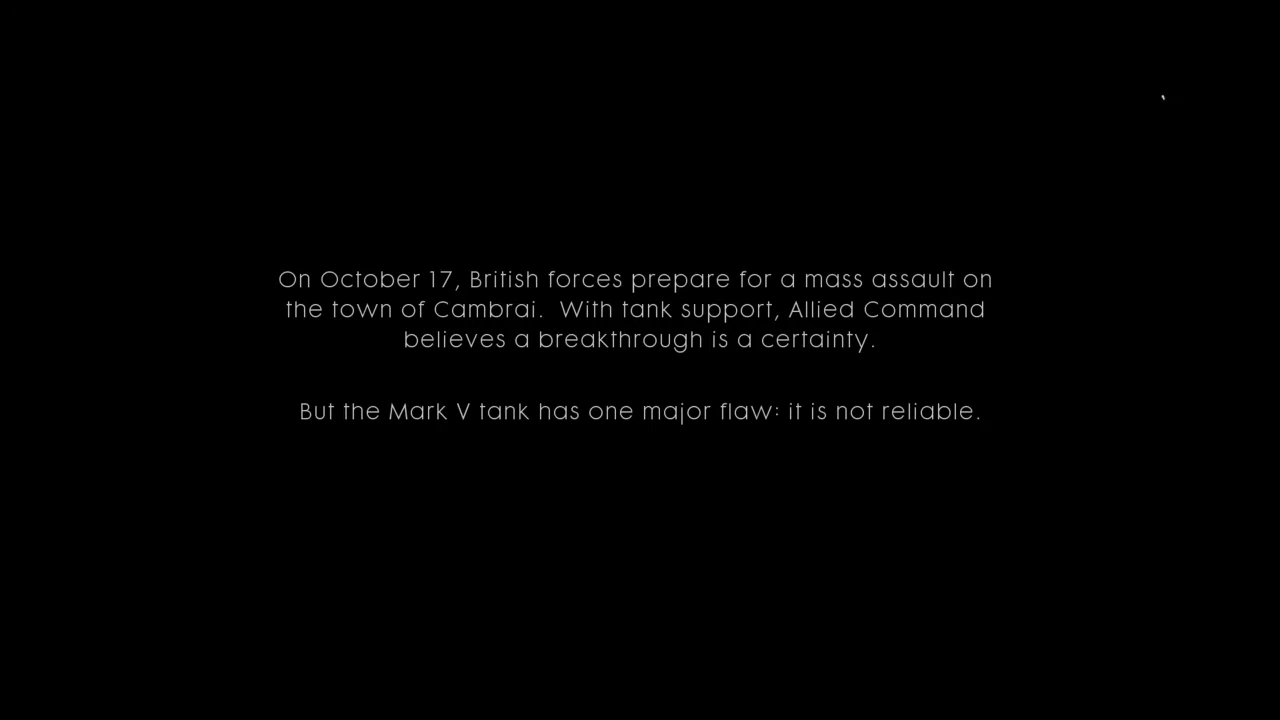 On October 17, British forces prepare for a mass assault on
the town of Cambrai.  With tank support, Allied Command
believes a breakthrough is a certainty.
But the Mark V tank has one major flaw: it is not reliable.